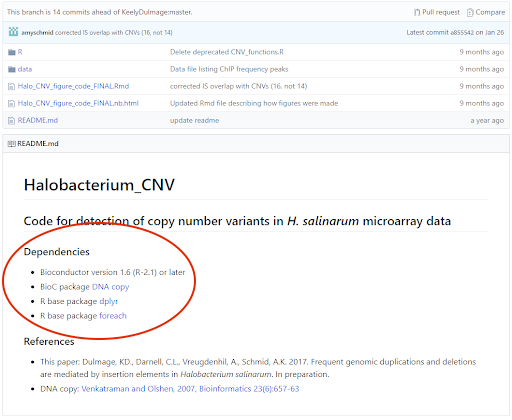 This branch is 14 commits ahead of KeelyDulmage:master.
Pull request Compare
amyschmid corrected IS overlap with CNVs (16, not 14)
Latest commit a855542 on Jan 26
R Delete deprecated CNV_functions.R 9 months ago
data Data file listing ChIP frequency peaks 9 months ago
Halo_CNV_figure_code_FINAL.Rmd corrected IS overlap with CNVs (16. not 14) 9 months ago
Halo_CNV_figure_code_FINAL.nb.html Updated Rmd file describing how figures were made 9 months ago
README.md update readme a year ago
README.md
Halobacterium_CNV
Code for detection of copy number variants in H. salinarum microarray data
Dependencies
Bioconductor version 1.6 (R-2.1) or later
BioC package DNA copy
R base package dplyr
R base package foreach
References
This paper: Dulmage, KD., Darnell, C.L., Vreugdenhil, A., Schmid, A.K. 2017. Frequent genomic duplications and deletions
are mediated by insertion elements in Halobacterium salinarum. In preparation.
DNA copy: Venkatraman and Olshen, 2007, Bioinformatics 23(6):657-63